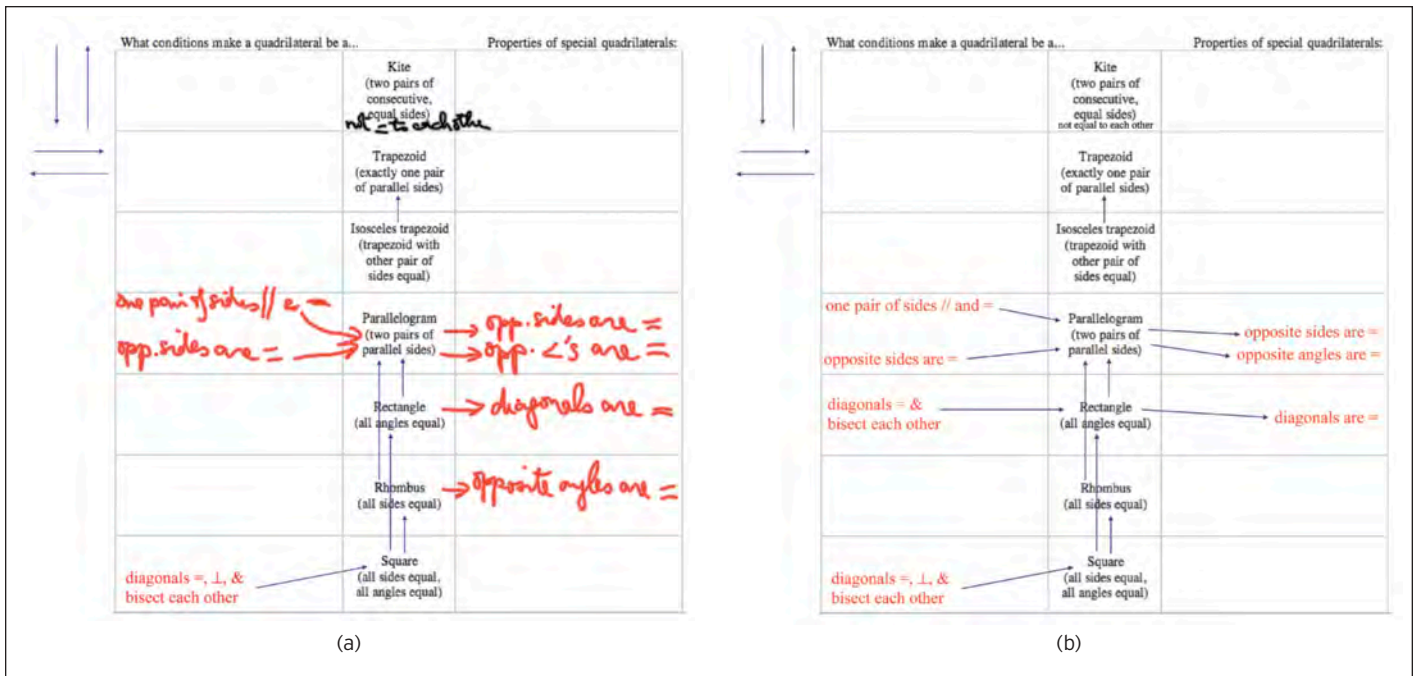 What conditions make a quadrilateral be a...
Properties of special quadrilaterals:
Kite
(two pairs of
consecutive,
equal sides)
not = to each othe
Trapezoid
(exactly one pair
of parallel sides)
Isosceles trapezoid
(trapezoid with
other pair of
sides equal)
one pair of sides // & =
opp. sides are =
Parallelogram
(two pairs of
parallel sides)
opp. sides are =
opp. ∠'s are =
Rectangle
(all angles equal)
diagonals are =
Rhombus
(all sides equal)
opposite angles are =
diagonals =, ⊥, &
bisect each other
Square
(all sides equal,
all angles equal)
(a)
What conditions make a quadrilateral be a...
Properties of special quadrilaterals:
Kite
(two pairs of
consecutive,
equal sides)
not equal to each other
Trapezoid
(exactly one pair
of parallel sides)
Isosceles trapezoid
(trapezoid with
other pair of
sides equal)
one pair of sides // and =
opposite sides are =
Parallelogram
(two pairs of
parallel sides)
opposite sides are =
opposite angles are =
diagonals = &
bisect each other
Rectangle
(all angles equal)
diagonals are =
Rhombus
(all sides equal)
diagonals =, ⊥, &
bisect each other
Square
(all sides equal,
all angles equal)
(b)